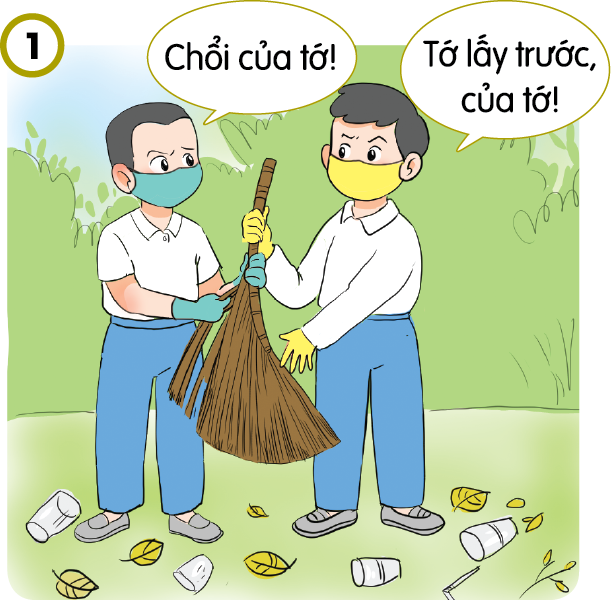 1
Chổi của tớ!
Tớ lấy trước,
của tớ!